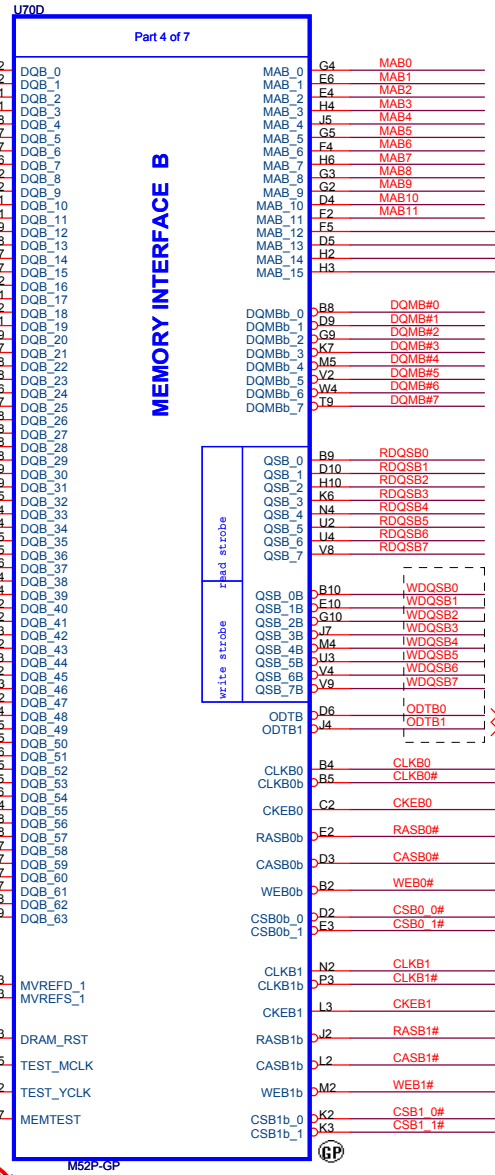 U70D
Part 4 of 7
MEMORY INTERFACE B
DQB_0 MAB_0 G4 MAB0
DQB_1 MAB_1 E6 MAB1
DQB_2 MAB_2 E4 MAB2
DQB_3 MAB_3 H4 MAB3
DQB_4 MAB_4 J5 MAB4
DQB_5 MAB_5 G5 MAB5
DQB_6 MAB_6 F4 MAB6
DQB_7 MAB_7 H6 MAB7
DQB_8 MAB_8 G3 MAB8
DQB_9 MAB_9 G2 MAB9
DQB_10 MAB_10 D4 MAB10
DQB_11 MAB_11 F2 MAB11
DQB_12 MAB_12 F5
DQB_13 MAB_13 D5
DQB_14 MAB_14 H2
DQB_15 MAB_15 H3
DQB_16
DQB_17
DQB_18 DQMBb_0 B8 DQMB#0
DQB_19 DQMBb_1 D9 DQMB#1
DQB_20 DQMBb_2 G9 DQMB#2
DQB_21 DQMBb_3 K7 DQMB#3
DQB_22 DQMBb_4 M5 DQMB#4
DQB_23 DQMBb_5 V2 DQMB#5
DQB_24 DQMBb_6 W4 DQMB#6
DQB_25 DQMBb_7 T9 DQMB#7
DQB_26
DQB_27
DQB_28
DQB_29 QSB_0 B9 RDQSB0
DQB_30 QSB_1 D10 RDQSB1
DQB_31 QSB_2 H10 RDQSB2
DQB_32 QSB_3 K6 RDQSB3
DQB_33 QSB_4 N4 RDQSB4
DQB_34 QSB_5 U2 RDQSB5
DQB_35 QSB_6 U4 RDQSB6
DQB_36 QSB_7 V8 RDQSB7
read strobe
DQB_37
DQB_38
DQB_39 QSB_0B B10 WDQSB0
DQB_40 QSB_1B E10 WDQSB1
DQB_41 QSB_2B G10 WDQSB2
DQB_42 QSB_3B J7 WDQSB3
DQB_43 QSB_4B M4 WDQSB4
DQB_44 QSB_5B U3 WDQSB5
DQB_45 QSB_6B V4 WDQSB6
DQB_46 QSB_7B V9 WDQSB7
write strobe
DQB_47
DQB_48 ODTB D6 ODTB0
DQB_49 ODTB1 J4 ODTB1
DQB_50
DQB_51
DQB_52 CLKB0 B4 CLKB0
DQB_53 CLKB0b B5 CLKB0#
DQB_54
DQB_55 CKEB0 C2 CKEB0
DQB_56
DQB_57 RASB0b E2 RASB0#
DQB_58
DQB_59 CASB0b D3 CASB0#
DQB_60
DQB_61 WEB0b B2 WEB0#
DQB_62
DQB_63 CSB0b_0 D2 CSB0_0#
CSB0b_1 E3 CSB0_1#
CLKB1 N2 CLKB1
MVREFD_1 CLKB1b P3 CLKB1#
MVREFS_1
CKEB1 L3 CKEB1
DRAM_RST RASB1b J2 RASB1#
TEST_MCLK CASB1b L2 CASB1#
TEST_YCLK WEB1b M2 WEB1#
MEMTEST CSB1b_0 K2 CSB1_0#
CSB1b_1 K3 CSB1_1#
GP
M52P-GP